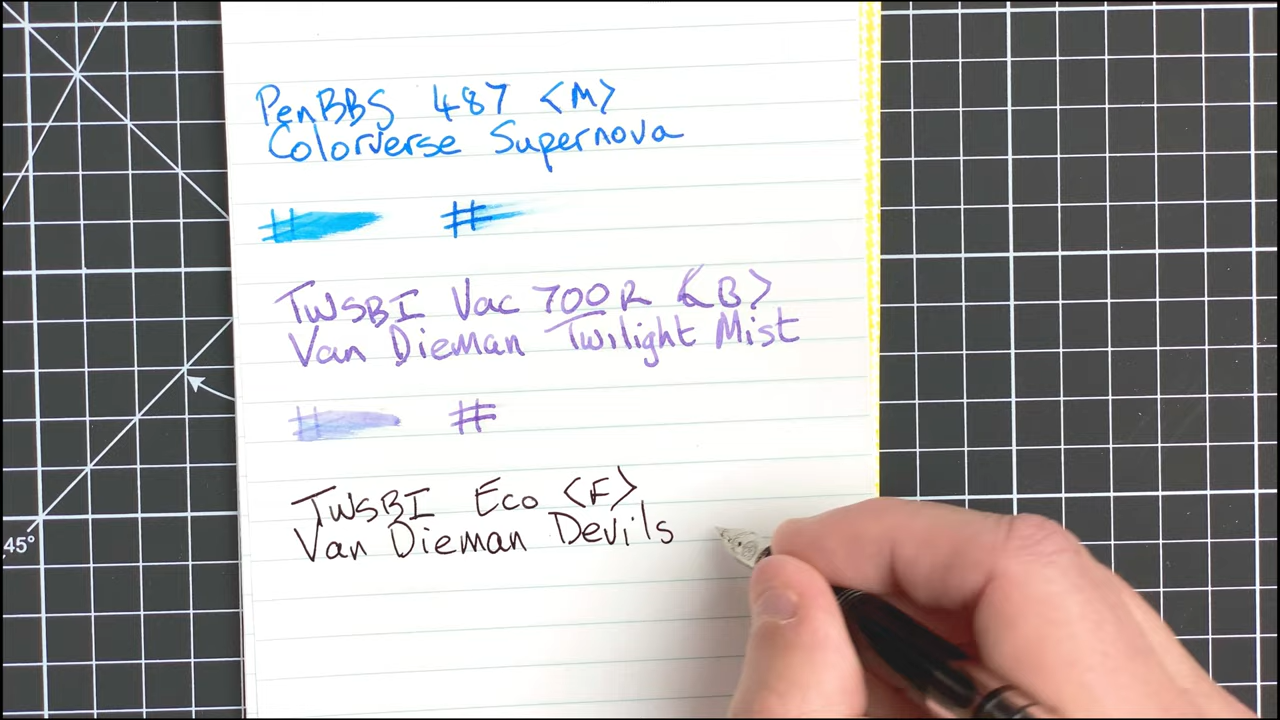 PenBBS 487 <M>
Colorverse Supernova
#
#
TWSBI Vac 700R <B>
Van Dieman Twilight Mist
#
#
TWSBI Eco <F>
Van Dieman Devils
45°